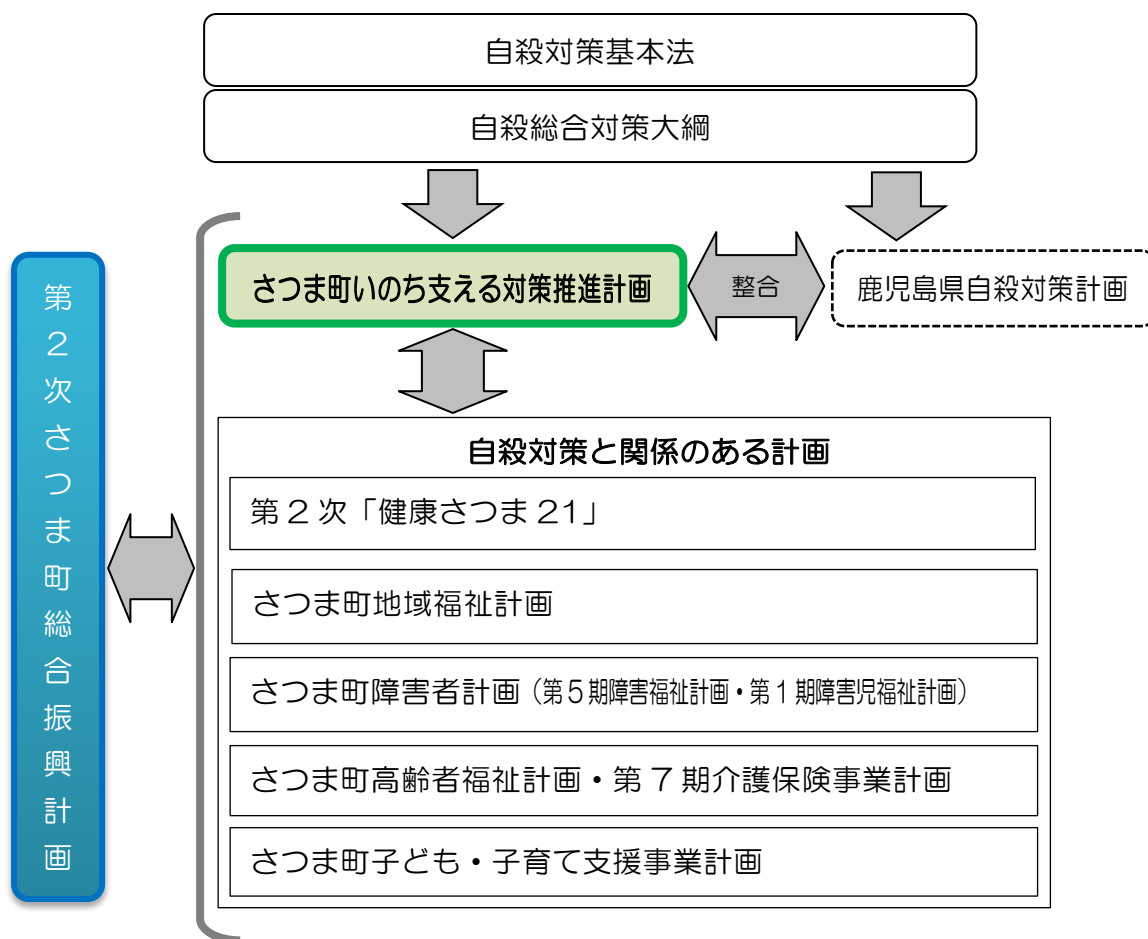 自殺対策基本法
自殺総合対策大綱
第2次さつま町総合振興計画
さつま町いのち支える対策推進計画
整合
鹿児島県自殺対策計画
自殺対策と関係のある計画
第2次「健康さつま21」
さつま町地域福祉計画
さつま町障害者計画（第5期障害福祉計画・第1期障害児福祉計画）
さつま町高齢者福祉計画・第7期介護保険事業計画
さつま町子ども・子育て支援事業計画